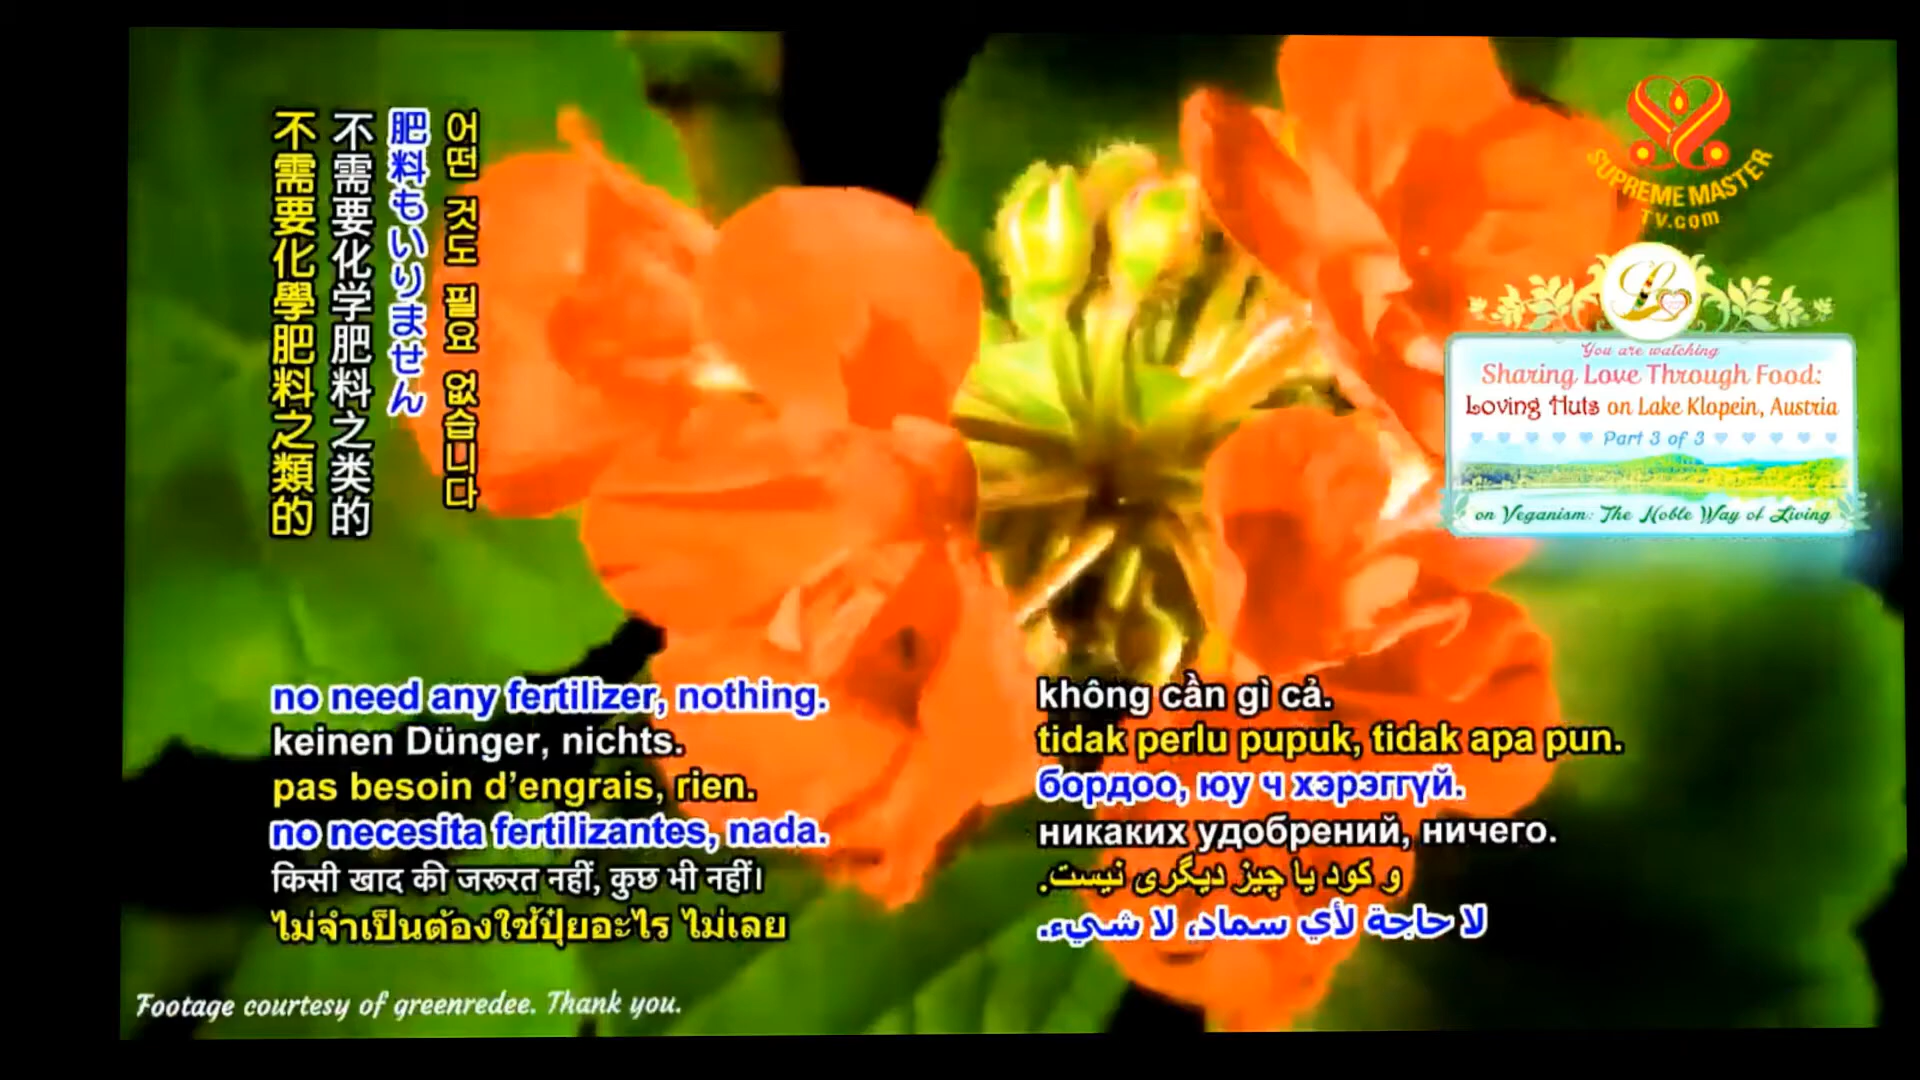 不需要化學肥料之類的
不需要化学肥料之类的
肥料もいりません
어떤 것도 필요 없습니다
SUPREME MASTER
TV.com
You are watching
Sharing Love Through Food:
Loving Huts on Lake Klopein, Austria
Part 3 of 3
on Veganism: The Noble Way of Living
no need any fertilizer, nothing.
keinen Dünger, nichts.
pas besoin d’engrais, rien.
no necesita fertilizantes, nada.
किसी खाद की जरूरत नहीं, कुछ भी नहीं।
ไม่จำเป็นต้องใช้ปุ๋ยอะไร ไม่เลย
không cần gì cả.
tidak perlu pupuk, tidak apa pun.
бордоо, юу ч хэрэггүй.
никаких удобрений, ничего.
و کود یا چیز دیگری نیست.
لا حاجة لأي سماد، لا شيء.
Footage courtesy of greenredee. Thank you.